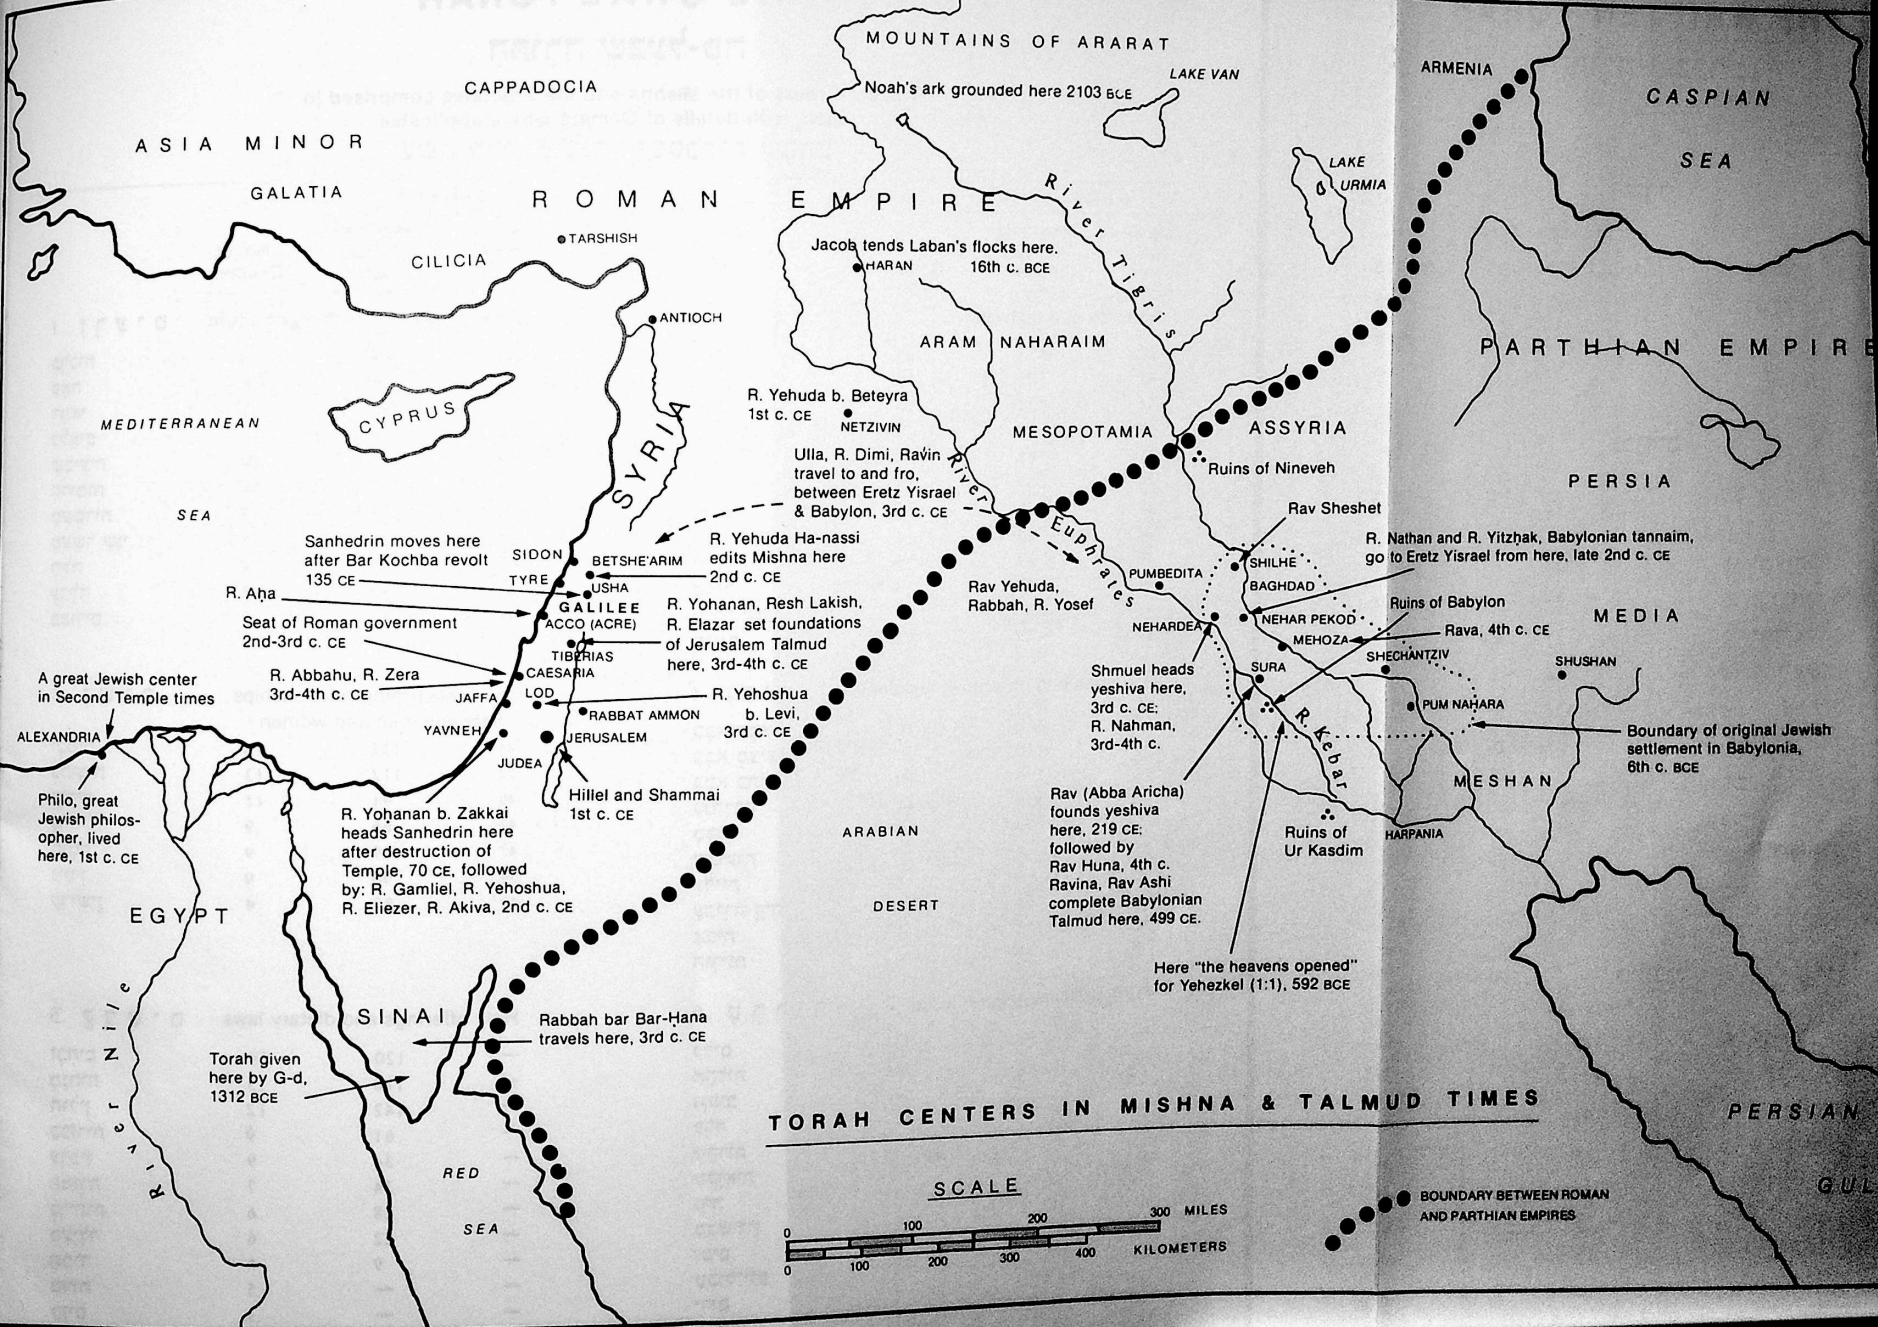 MOUNTAINS OF ARARAT
LAKE VAN
Noah's ark grounded here 2103 BCE
ARMENIA
CASPIAN
SEA
CAPPADOCIA
ASIA MINOR
GALATIA
LAKE
URMIA
ROMAN EMPIRE
River Tigris
TARSHISH
CILICIA
Jacob tends Laban's flocks here.
HARAN 16th c. BCE
ANTIOCH
ARAM NAHARAIM
PARTHIAN EMPIRE
CYPRUS
MEDITERRANEAN
SEA
SYRIA
R. Yehuda b. Beteyra
1st c. CE
NETZIVIN
MESOPOTAMIA
ASSYRIA
Ruins of Nineveh
PERSIA
Ulla, R. Dimi, Ravin
travel to and fro,
between Eretz Yisrael
& Babylon, 3rd c. CE
River
Euphrates
Rav Sheshet
Sanhedrin moves here
after Bar Kochba revolt
135 CE
SIDON
BETSHE'ARIM
R. Yehuda Ha-nassi
edits Mishna here
2nd c. CE
R. Nathan and R. Yitzḥak, Babylonian tannaim,
go to Eretz Yisrael from here, late 2nd c. CE
SHILHE
TYRE
USHA
R. Aḥa
GALILEE
ACCO (ACRE)
R. Yohanan, Resh Lakish,
R. Elazar set foundations
of Jerusalem Talmud
here, 3rd-4th c. CE
Rav Yehuda,
Rabbah, R. Yosef
PUMBEDITA
BAGHDAD
Ruins of Babylon
Seat of Roman government
2nd-3rd c. CE
NEHARDEA
NEHAR PEKOD
MEDIA
MEHOZA
Rava, 4th c. CE
TIBERIAS
SHECHANTZIV
SHUSHAN
R. Abbahu, R. Zera
3rd-4th c. CE
CAESARIA
SURA
Shmuel heads
yeshiva here,
3rd c. CE;
R. Nahman,
3rd-4th c.
A great Jewish center
in Second Temple times
JAFFA
LOD
R. Yehoshua
b. Levi,
3rd c. CE
RABBAT AMMON
PUM NAHARA
ALEXANDRIA
YAVNEH
JERUSALEM
R. Kebar
Boundary of original Jewish
settlement in Babylonia,
6th c. BCE
JUDEA
MESHAN
Philo, great
Jewish philos-
opher, lived
here, 1st c. CE
Hillel and Shammai
1st c. CE
R. Yoḥanan b. Zakkai
heads Sanhedrin here
after destruction of
Temple, 70 CE, followed
by: R. Gamliel, R. Yehoshua,
R. Eliezer, R. Akiva, 2nd c. CE
ARABIAN
DESERT
Rav (Abba Aricha)
founds yeshiva
here, 219 CE;
followed by
Rav Huna, 4th c.
Ravina, Rav Ashi
complete Babylonian
Talmud here, 499 CE.
Ruins of
Ur Kasdim
HARPANIA
EGYPT
River Nile
Here "the heavens opened"
for Yehezkel (1:1), 592 BCE
SINAI
Rabbah bar Bar-Ḥana
travels here, 3rd c. CE
Torah given
here by G-d,
1312 BCE
TORAH CENTERS IN MISHNA & TALMUD TIMES
PERSIAN
GUL
RED
SEA
SCALE
0 100 200 300 MILES
KILOMETERS
0 100 200 300 400
BOUNDARY BETWEEN ROMAN
AND PARTHIAN EMPIRES